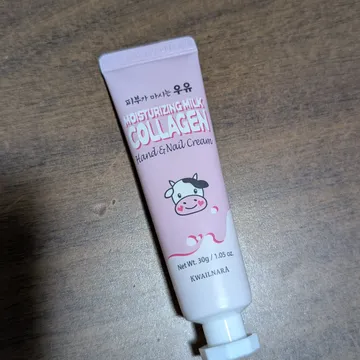 피부가 마시는 우유
MOISTURIZING MILK
COLLAGEN
Hand & Nail Cream
Net Wt. 30g / 1.05 oz.
KWAILNARA